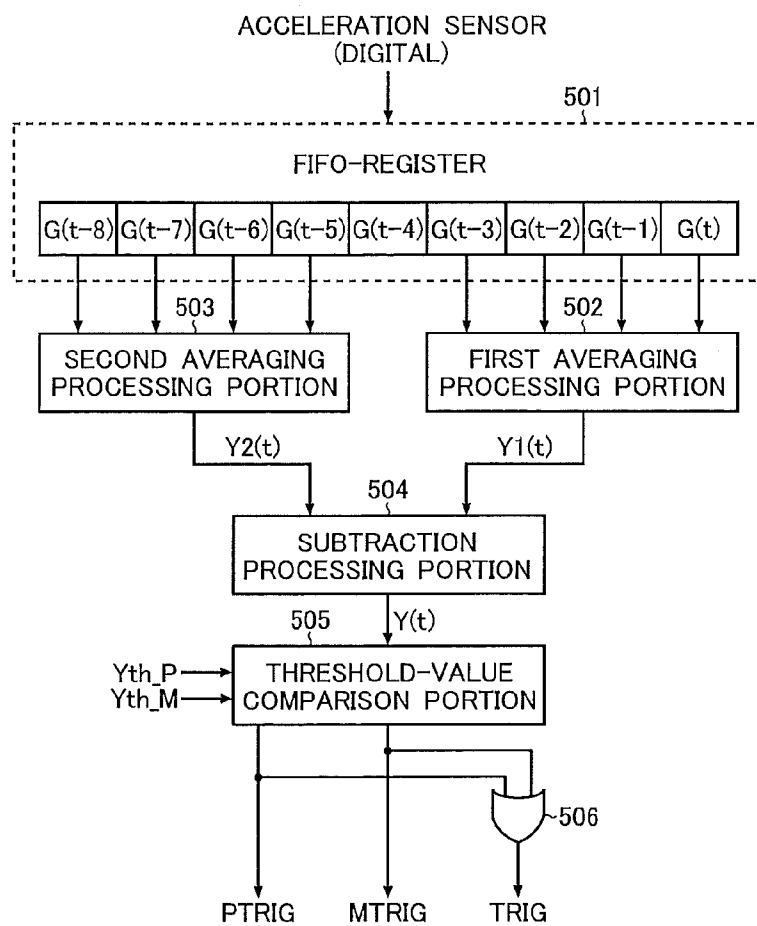 ACCELERATION SENSOR
(DIGITAL)
501
FIFO-REGISTER
G(t-8) G(t-7) G(t-6) G(t-5) G(t-4) G(t-3) G(t-2) G(t-1) G(t)
503
502
SECOND AVERAGING
PROCESSING PORTION
FIRST AVERAGING
PROCESSING PORTION
Y2(t)
Y1(t)
504
SUBTRACTION
PROCESSING PORTION
505
Y(t)
Yth_P
Yth_M
THRESHOLD-VALUE
COMPARISON PORTION
506
PTRIG
MTRIG
TRIG